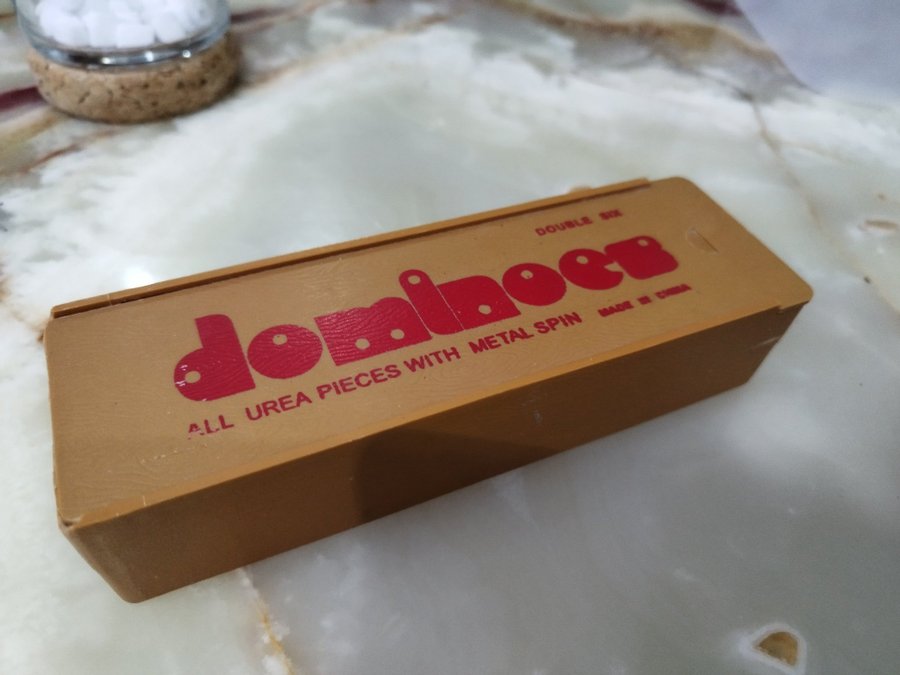 DOUBLE SIX
dominoes
ALL UREA PIECES WITH METAL SPIN
MADE IN CHINA